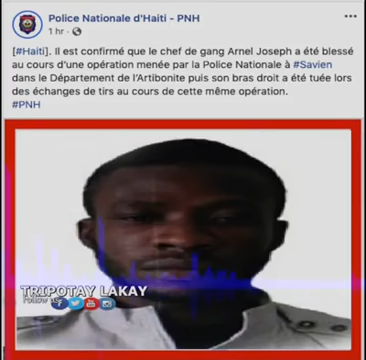 Police Nationale d'Haiti - PNH
1 hr ·
[#Haiti]. Il est confirmé que le chef de gang Arnel Joseph a été blessé
au cours d'une opération menée par la Police Nationale à #Savien
dans le Département de l'Artibonite puis son bras droit a été tuée lors
des échanges de tirs au cours de cette même opération.
#PNH
TRIPOTAY LAKAY